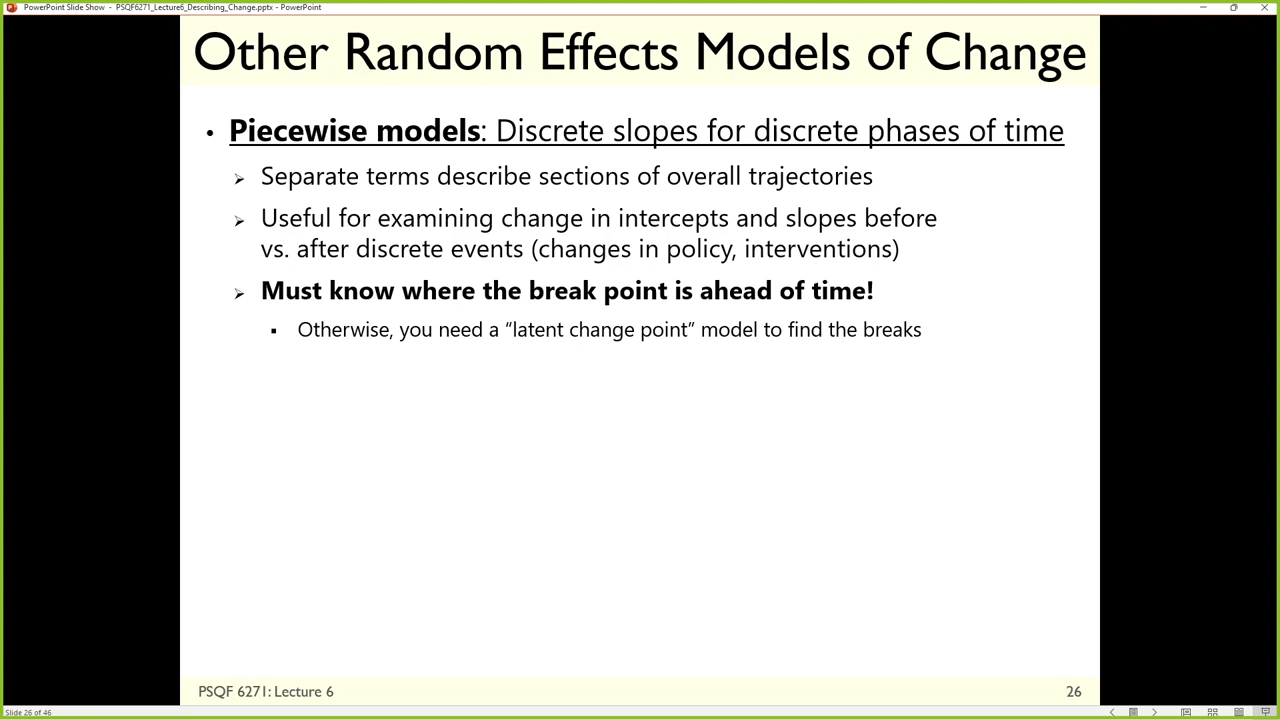 PowerPoint Slide Show - PSQF6271_Lecture6_Describing_Change.pptx - PowerPoint
Other Random Effects Models of Change
• Piecewise models: Discrete slopes for discrete phases of time
➢ Separate terms describe sections of overall trajectories
➢ Useful for examining change in intercepts and slopes before
vs. after discrete events (changes in policy, interventions)
➢ Must know where the break point is ahead of time!
▪ Otherwise, you need a “latent change point” model to find the breaks
PSQF 6271: Lecture 6
26
Slide 26 of 46